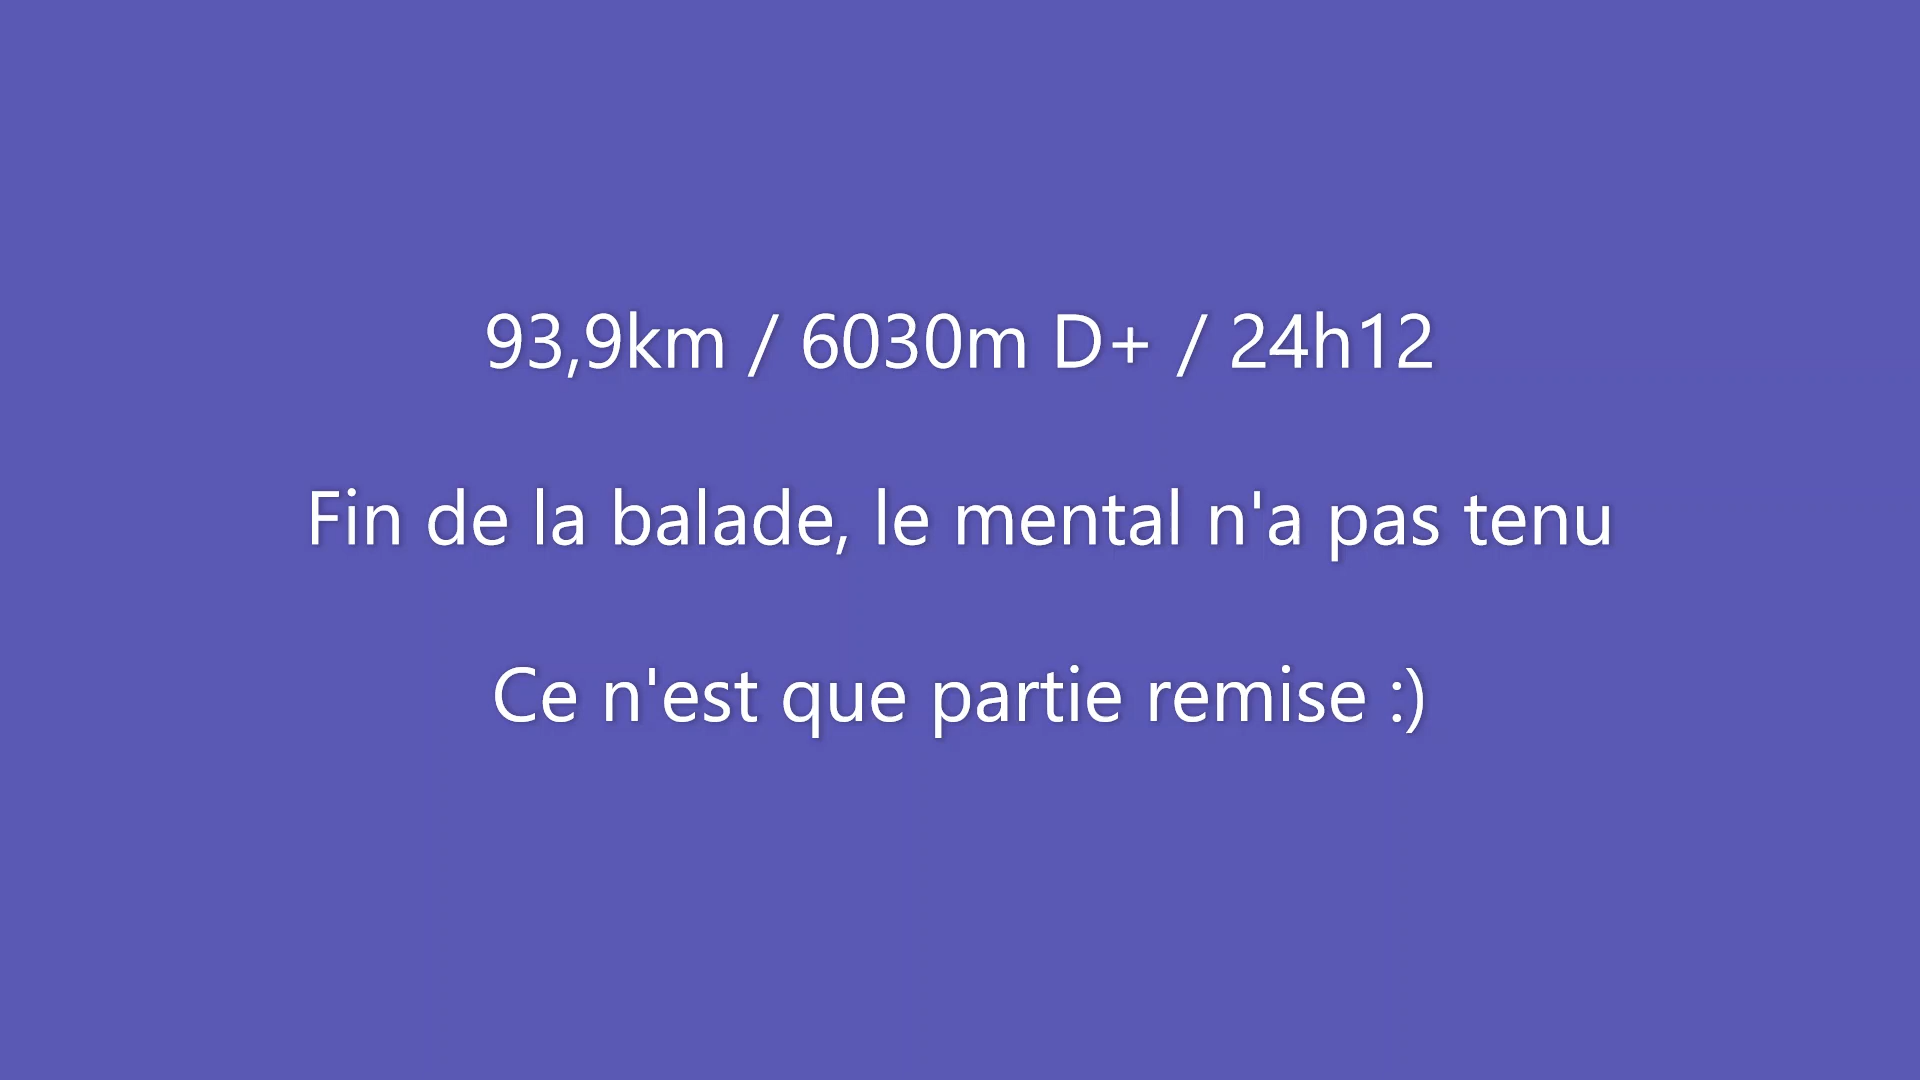 93,9km / 6030m D+ / 24h12
Fin de la balade, le mental n'a pas tenu
Ce n'est que partie remise :)